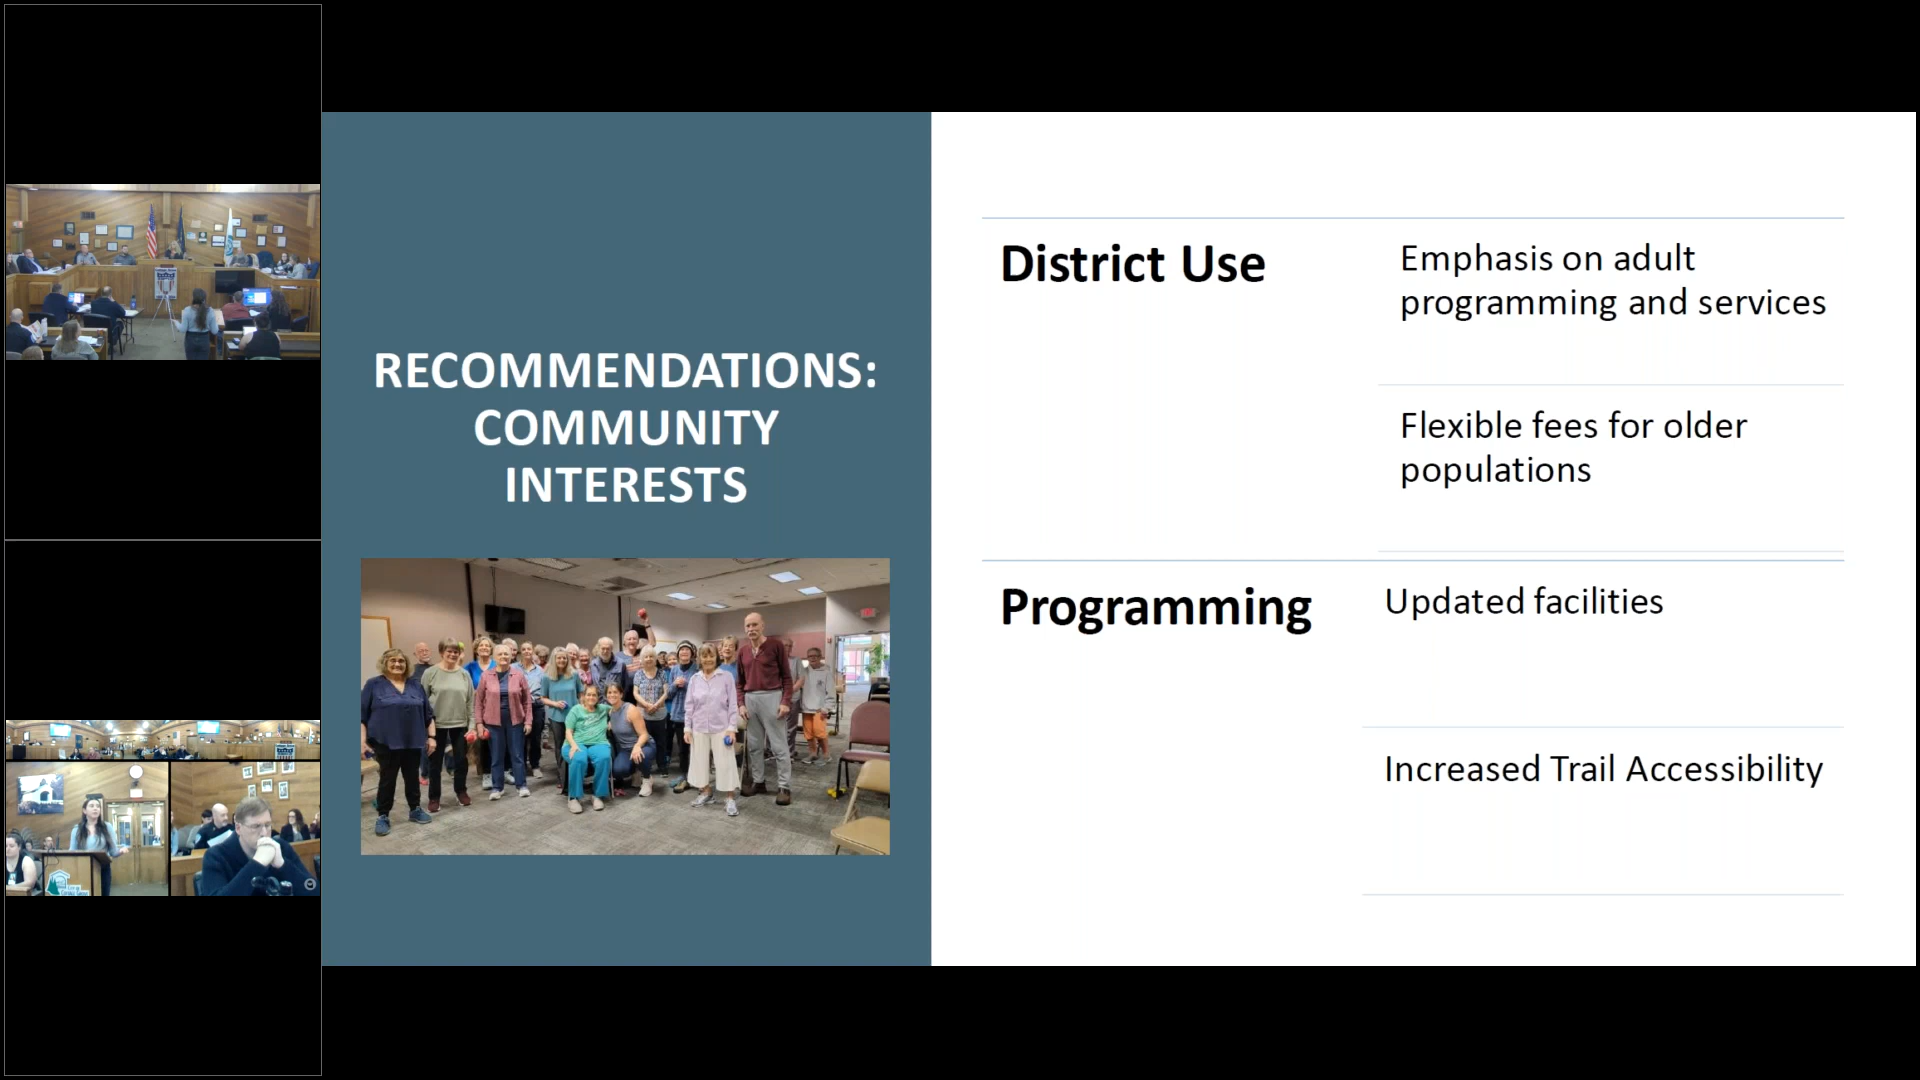 RECOMMENDATIONS:
COMMUNITY
INTERESTS
District Use
Emphasis on adult
programming and services
Flexible fees for older
populations
Programming
Updated facilities
Increased Trail Accessibility